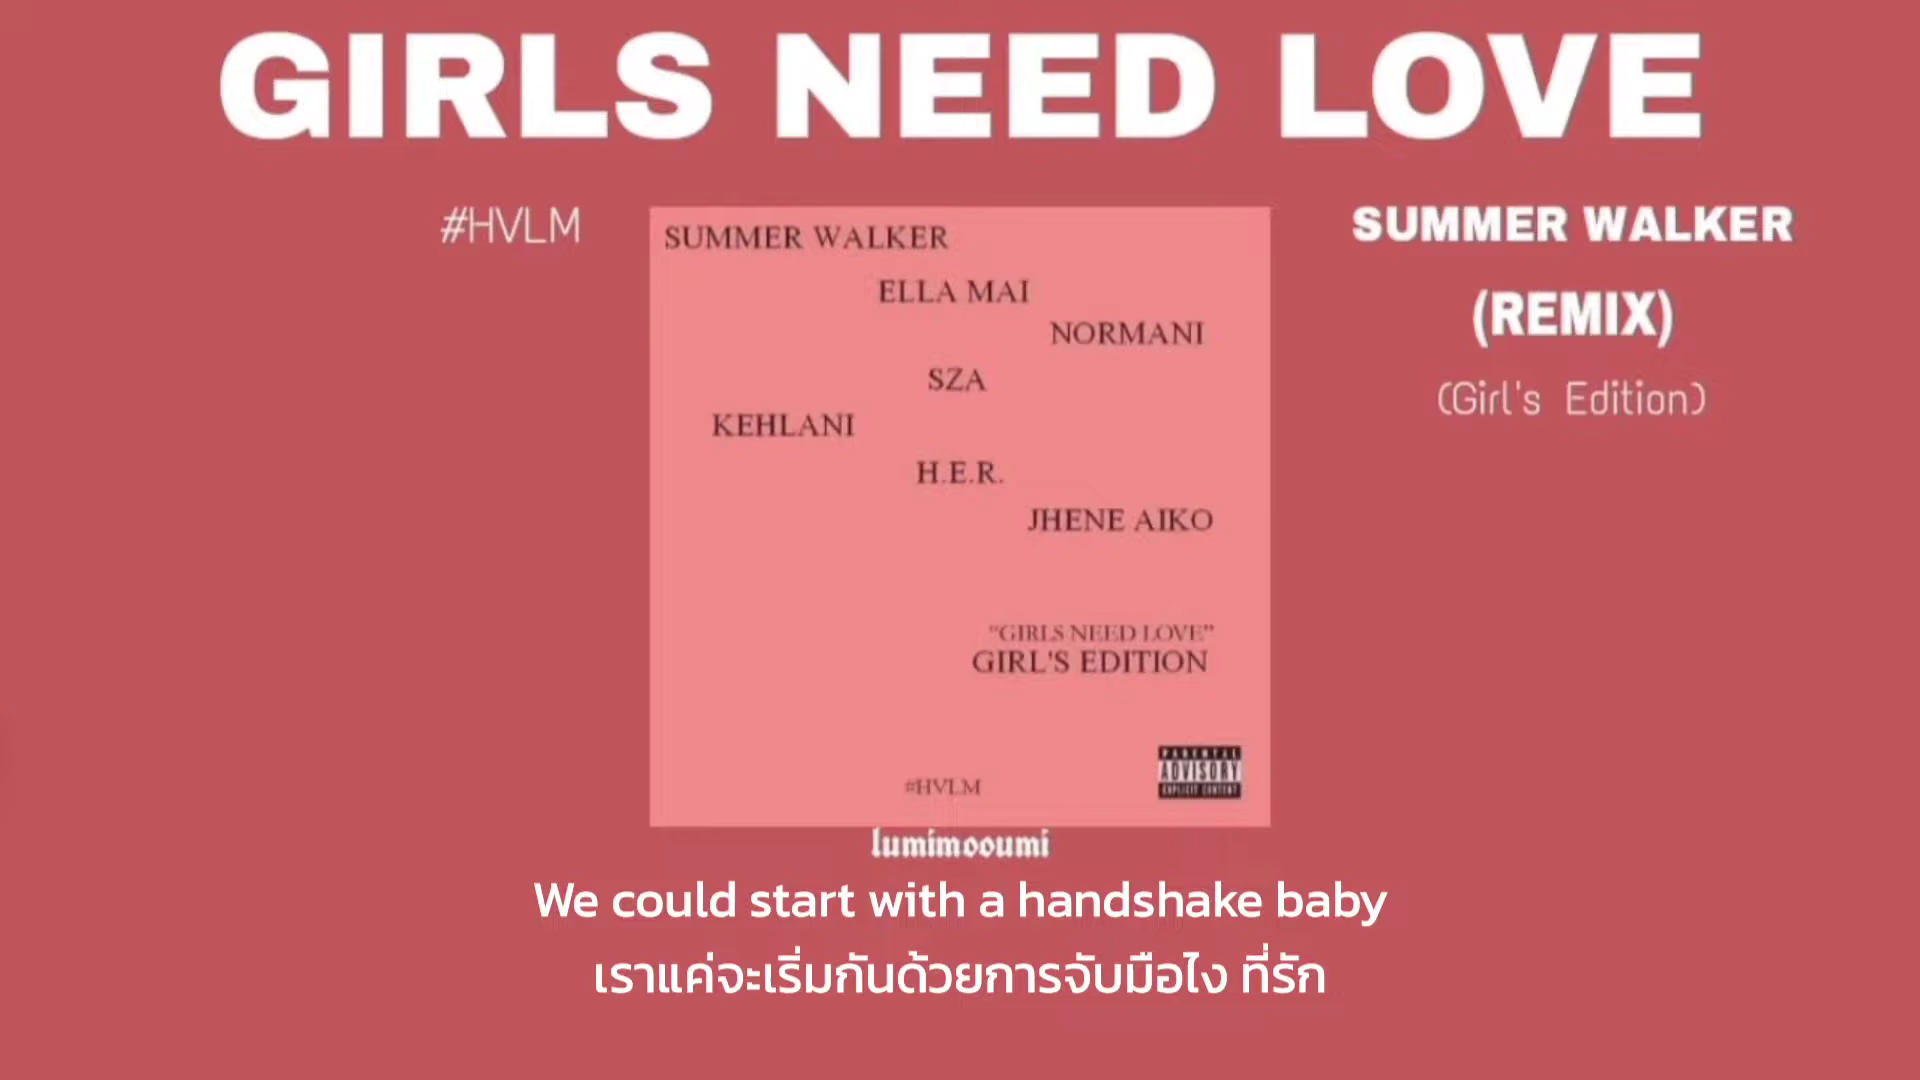 GIRLS NEED LOVE
#HVLM
SUMMER WALKER
ELLA MAI
NORMANI
SZA
KEHLANI
H.E.R.
JHENE AIKO
"GIRLS NEED LOVE"
GIRL'S EDITION
#HVLM
PARENTAL
ADVISORY
EXPLICIT CONTENT
SUMMER WALKER
(REMIX)
(Girl's Edition)
lumimooumi
We could start with a handshake baby
เราแค่จะเริ่มกันด้วยการจับมือไง ที่รัก